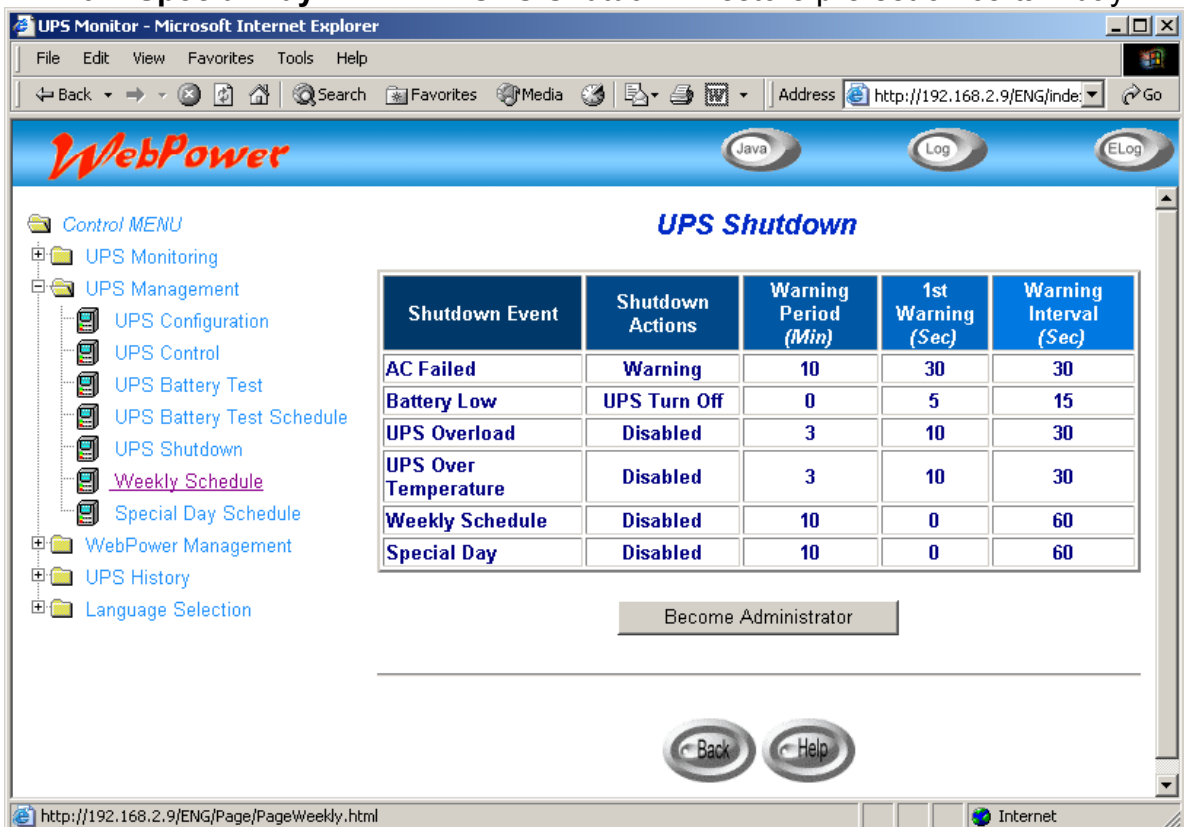 Special Day
UPS Monitor - Microsoft Internet Explorer
File Edit View Favorites Tools Help
Back Search Favorites Media Address http://192.168.2.9/ENG/inde Go
WebPower Java Log ELog
Control MENU
UPS Monitoring
UPS Management
UPS Configuration
UPS Control
UPS Battery Test
UPS Battery Test Schedule
UPS Shutdown
Weekly Schedule
Special Day Schedule
WebPower Management
UPS History
Language Selection
UPS Shutdown
Shutdown Event Shutdown Actions Warning Period (Min) 1st Warning (Sec) Warning Interval (Sec)
AC Failed Warning 10 30 30
Battery Low UPS Turn Off 0 5 15
UPS Overload Disabled 3 10 30
UPS Over Temperature Disabled 3 10 30
Weekly Schedule Disabled 10 0 60
Special Day Disabled 10 0 60
Become Administrator
Back Help
http://192.168.2.9/ENG/Page/PageWeekly.html Internet